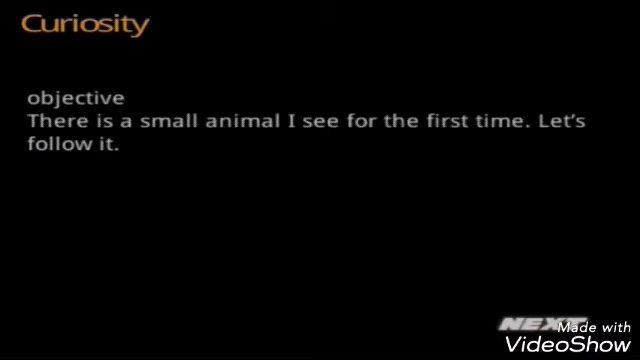 Curiosity
objective
There is a small animal I see for the first time. Let's
follow it.
NEXT
Made with
VideoShow